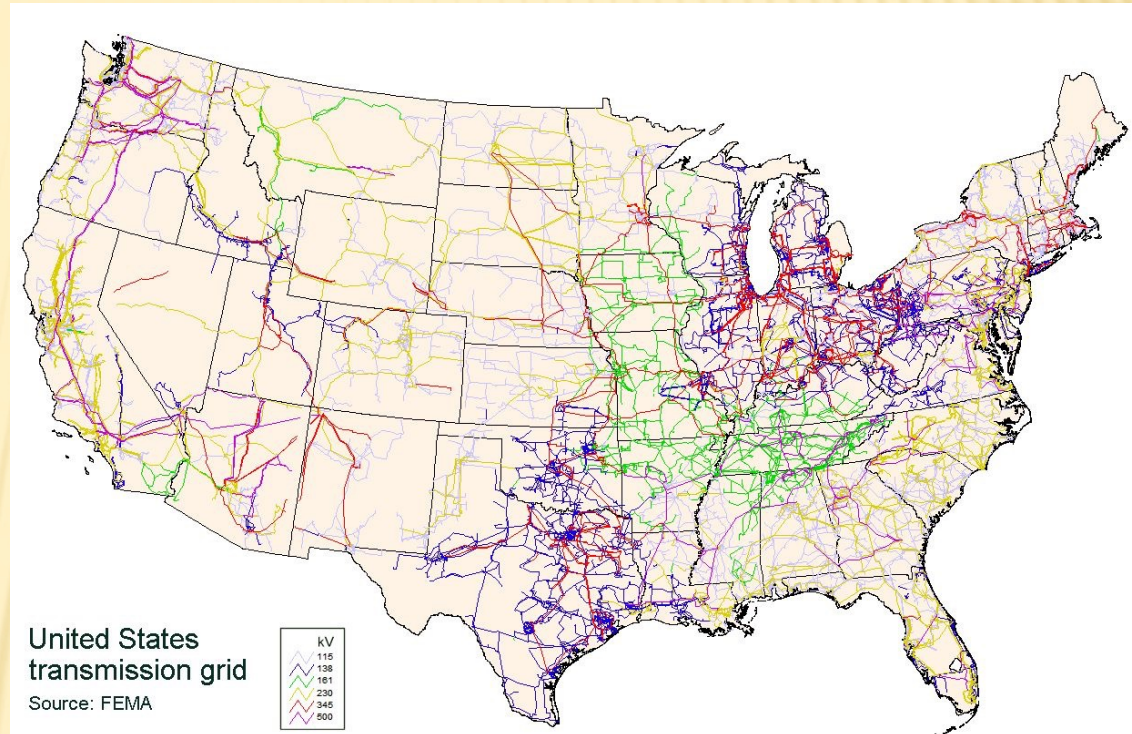 United States
transmission grid
Source: FEMA
kV
115
138
161
230
345
500